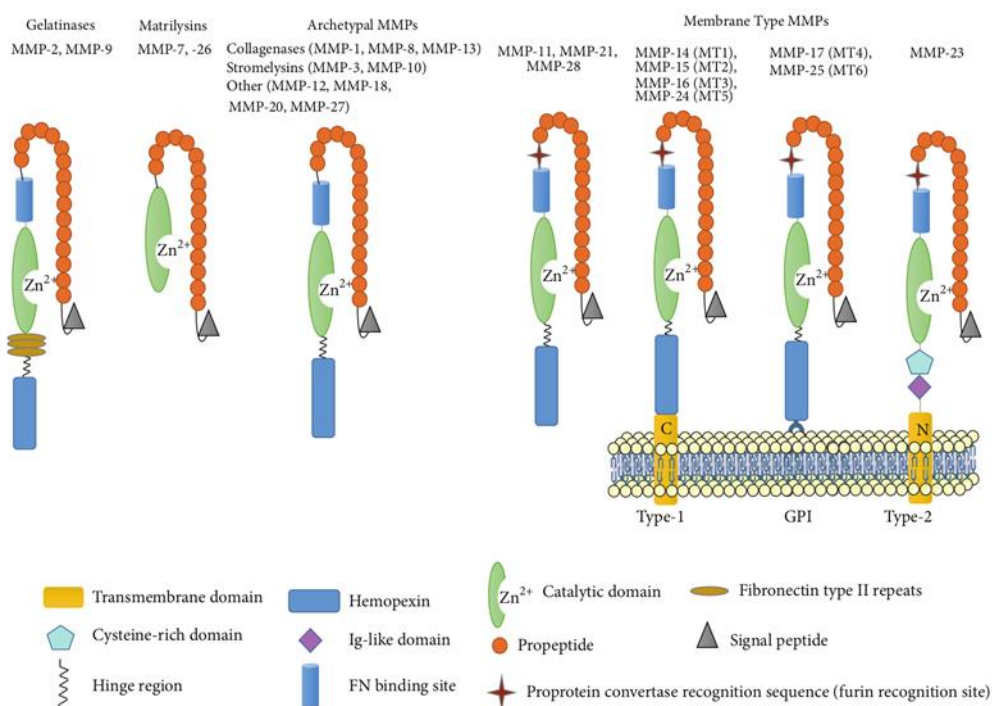 Gelatinases
MMP-2, MMP-9
Matrilysins
MMP-7, -26
Archetypal MMPs
Collagenases (MMP-1, MMP-8, MMP-13)
Stromelysins (MMP-3, MMP-10)
Other (MMP-12, MMP-18,
MMP-20, MMP-27)
Membrane Type MMPs
MMP-11, MMP-21,
MMP-28
MMP-14 (MT1),
MMP-15 (MT2),
MMP-16 (MT3),
MMP-24 (MT5)
MMP-17 (MT4),
MMP-25 (MT6)
MMP-23
Zn2+
Zn2+
Zn2+
Zn2+
Zn2+
Zn2+
Zn2+
C
N
Type-1
GPI
Type-2
Transmembrane domain
Cysteine-rich domain
Hinge region
Hemopexin
Ig-like domain
FN binding site
Zn2+ Catalytic domain
Propeptide
Proprotein convertase recognition sequence (furin recognition site)
Fibronectin type II repeats
Signal peptide